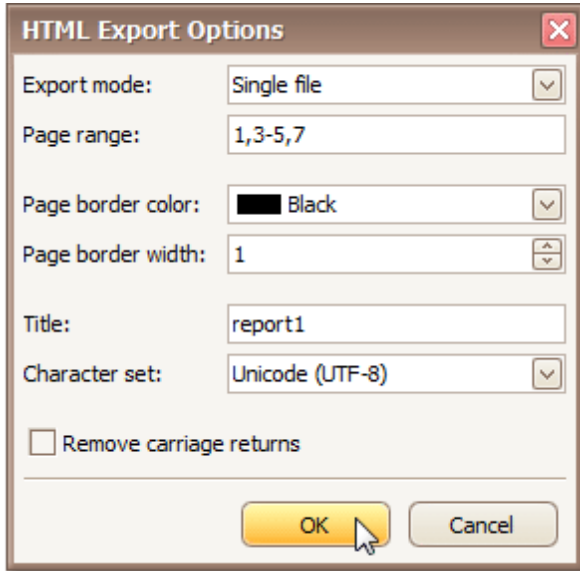 HTML Export Options
Export mode: Single file
Page range: 1,3-5,7
Page border color: Black
Page border width: 1
Title: report1
Character set: Unicode (UTF-8)
Remove carriage returns
OK Cancel